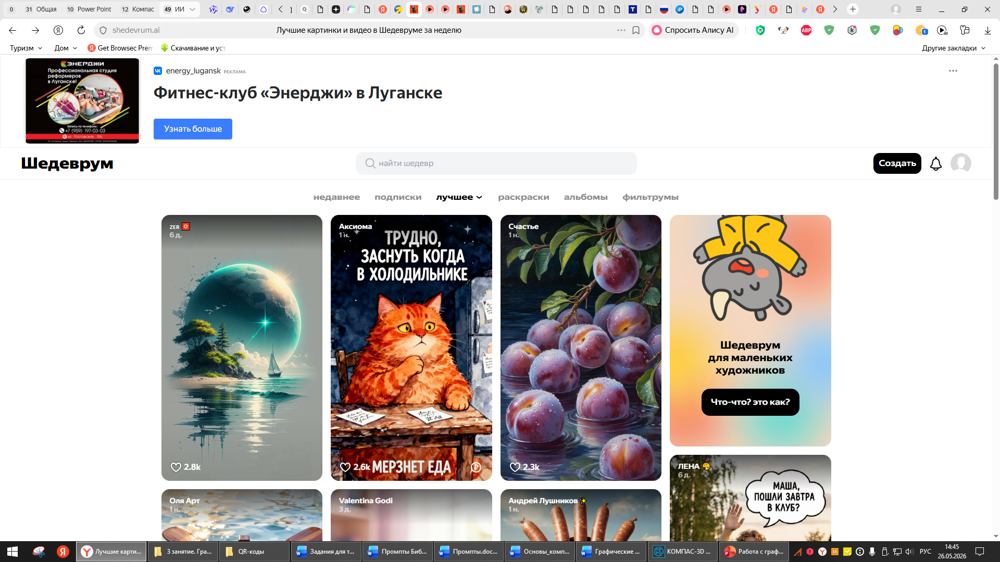 0
31 Общая
10 Power Point
12 Компас
49 ИИ
shedevrum.ai
Лучшие картинки и видео в Шедевруме за неделю
Спросить Алису AI
ABP
1
Туризм
Дом
Get Browsec Prem
Скачивание и уст
Другие закладки
ЭНЕРДЖИ
Профессиональная студия
реформеров
в Луганске!
Запись по телефону:
+7 (959) 197-03-03
ул. Ростовская, 106
energy_lugansk РЕКЛАМА
Фитнес-клуб «Энерджи» в Луганске
Узнать больше
Шедеврум
найти шедевр
Создать
недавнее
подписки
лучшее
раскраски
альбомы
фильтрумы
ZER O
6 д.
2.8k
Аксиома
1 н.
ТРУДНО,
ЗАСНУТЬ КОГДА
В ХОЛОДИЛЬНИКЕ
2.6k
МЕРЗНЕТ ЕДА
Счастье
1 н.
2.3k
Шедеврум
для маленьких
художников
Что-что? это как?
ЛЕНА
6 д.
МАША,
ПОШЛИ ЗАВТРА
В КЛУБ?
Оля Арт
1 н.
Valentina Godi
3 д.
Андрей Лушников
1 н.
Лучшие карти...
3 занятие. Гра...
QR-коды
Задания для т...
Промпты Биб...
Промпты.doc...
Основы_комп...
Графические ...
КОМПАС-3D ...
Работа с граф...
РУС
14:45
26.05.2026